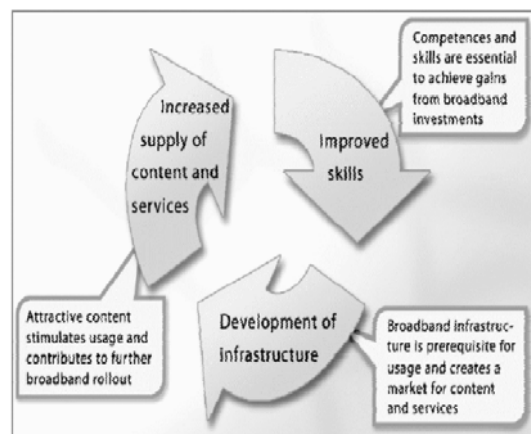 Competences and
skills are essential
to achieve gains
from broadband
investments
Increased
supply of
content and
services
Improved
skills
Attractive content
stimulates usage and
contributes to further
broadband rollout
Development of
infrastructure
Broadband infrastruc-
ture is prerequisite for
usage and creates a
market for content
and services